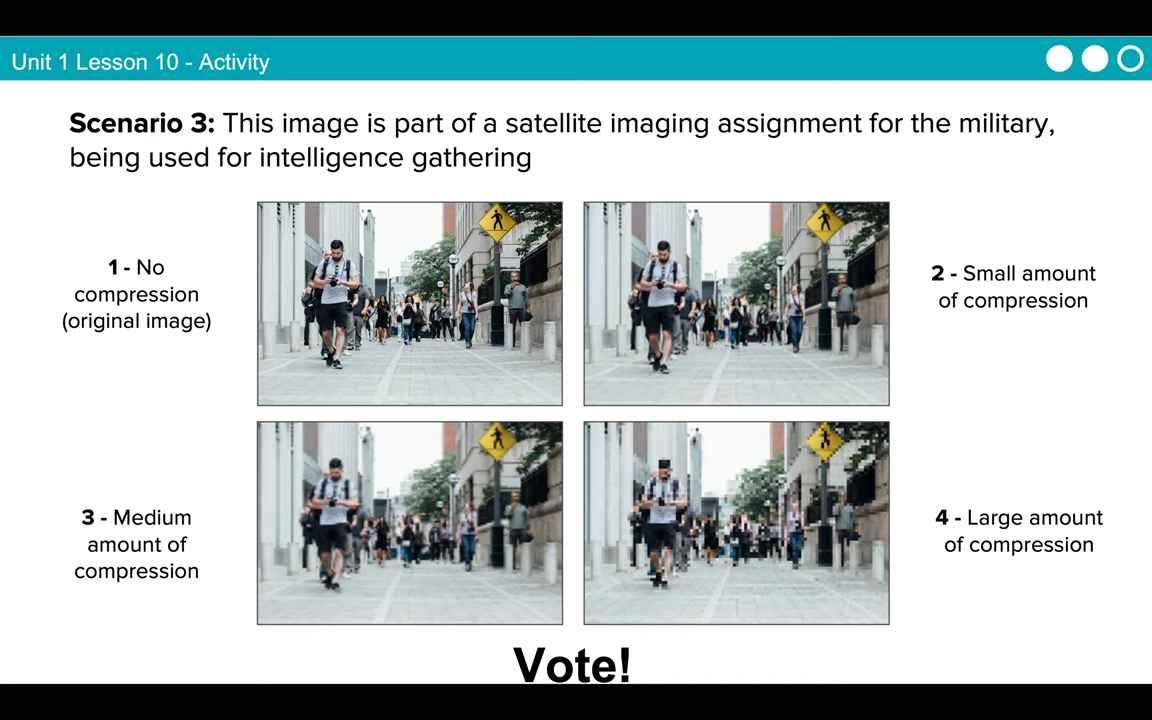 Unit 1 Lesson 10 - Activity
Scenario 3: This image is part of a satellite imaging assignment for the military,
being used for intelligence gathering
1 - No
compression
(original image)
2 - Small amount
of compression
3 - Medium
amount of
compression
4 - Large amount
of compression
Vote!